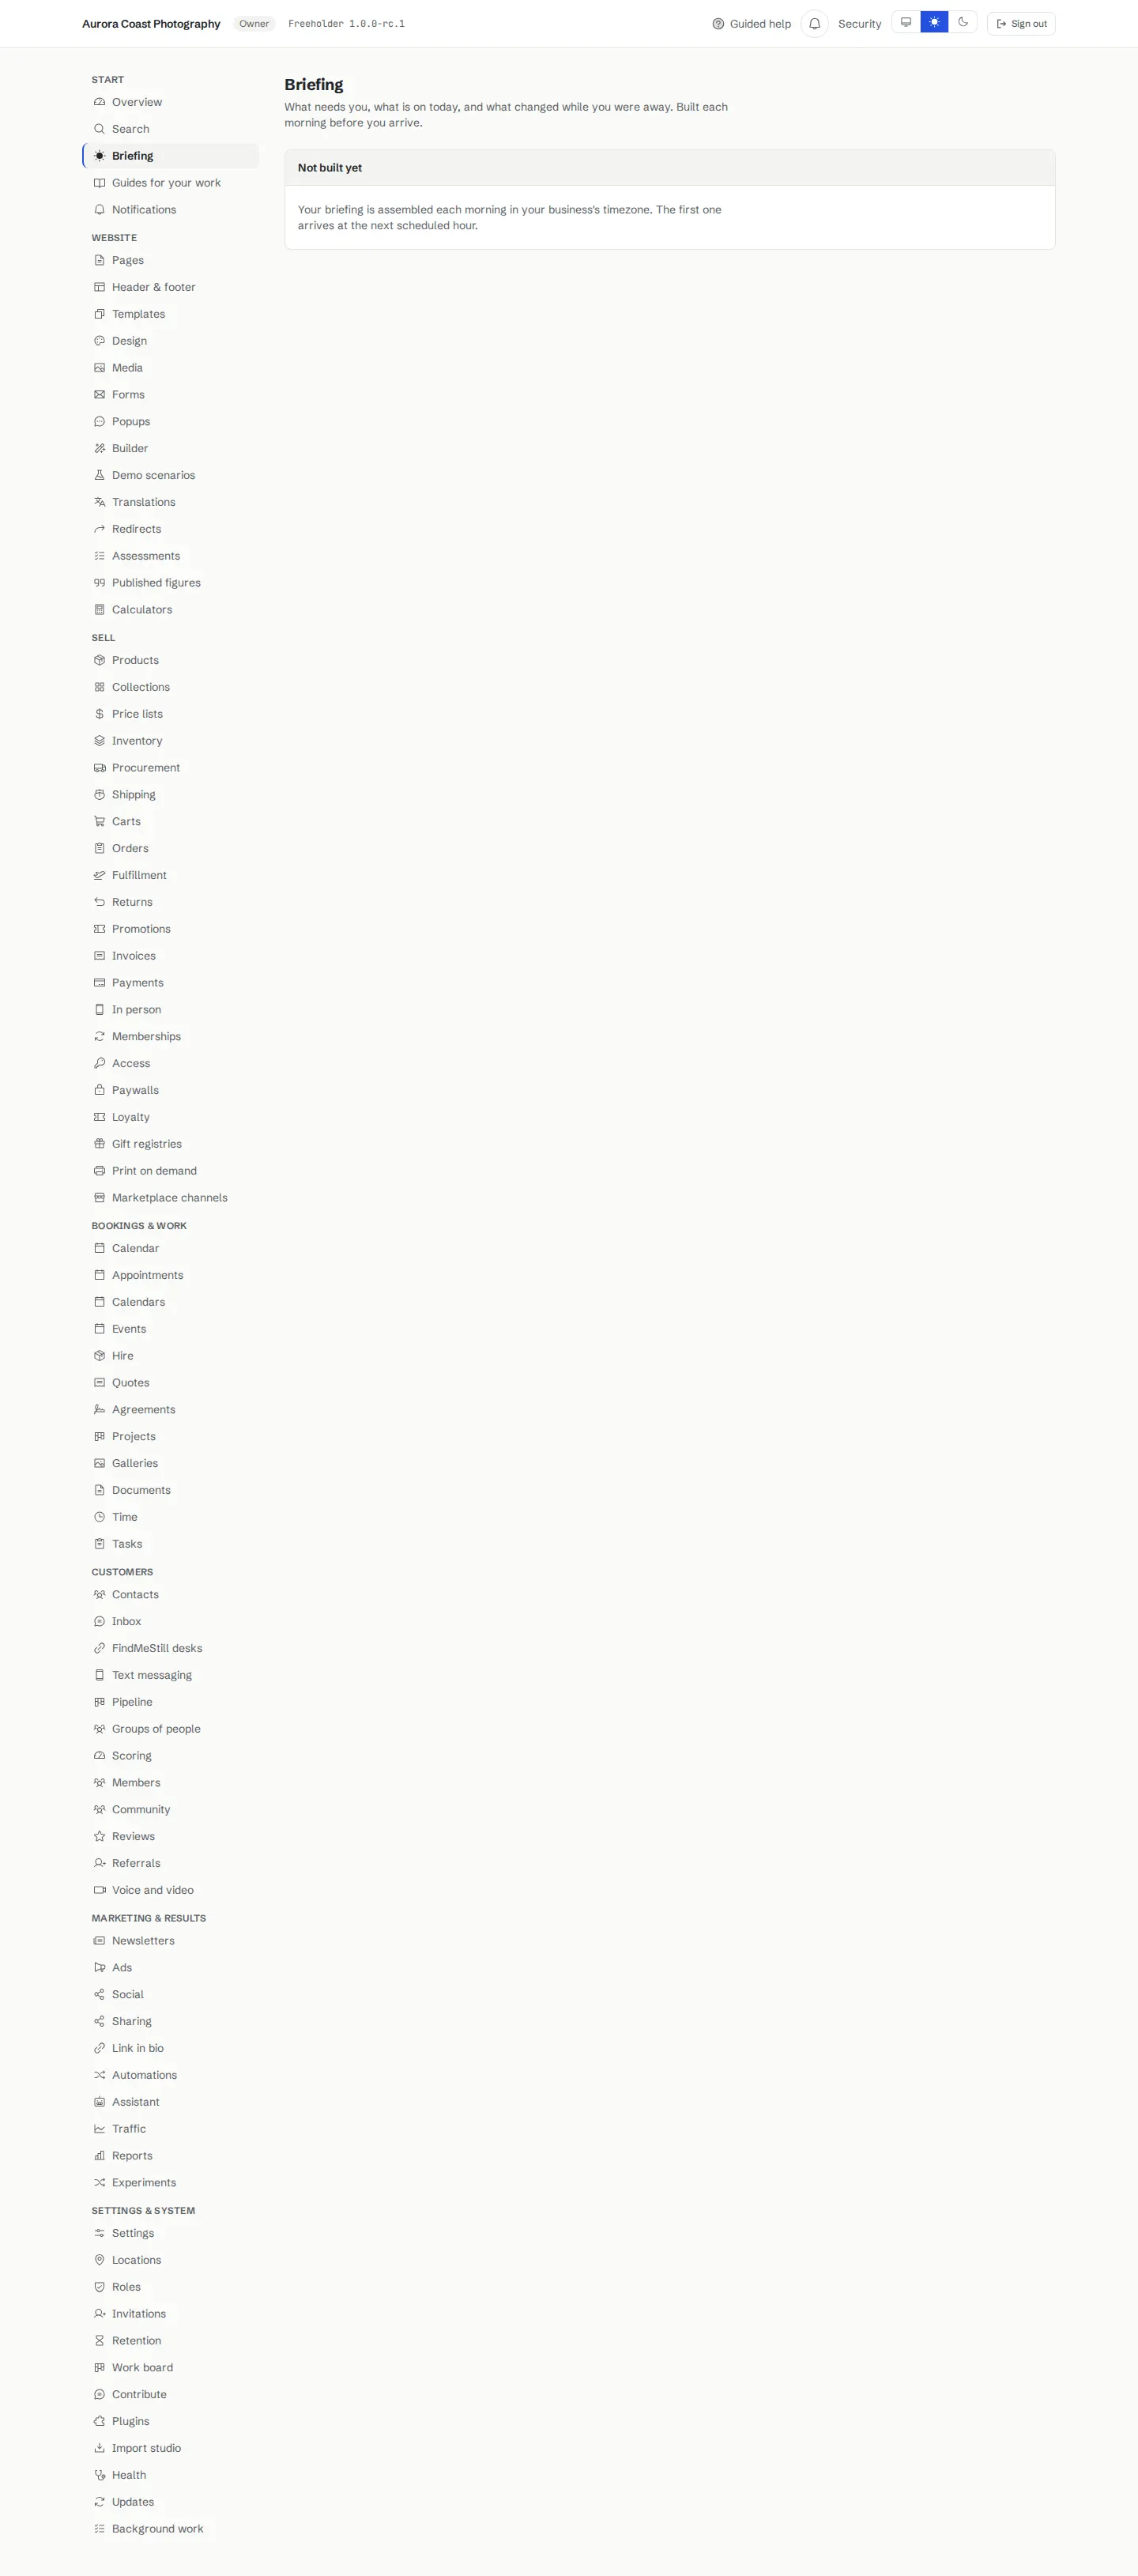 Aurora Coast Photography
Owner
Freeholder 1.0.0-rc.1
Guided help
Security
Sign out
START
Overview
Search
Briefing
Guides for your work
Notifications
WEBSITE
Pages
Header & footer
Templates
Design
Media
Forms
Popups
Builder
Demo scenarios
Translations
Redirects
Assessments
Published figures
Calculators
SELL
Products
Collections
Price lists
Inventory
Procurement
Shipping
Carts
Orders
Fulfillment
Returns
Promotions
Invoices
Payments
In person
Memberships
Access
Paywalls
Loyalty
Gift registries
Print on demand
Marketplace channels
BOOKINGS & WORK
Calendar
Appointments
Calendars
Events
Hire
Quotes
Agreements
Projects
Galleries
Documents
Time
Tasks
CUSTOMERS
Contacts
Inbox
FindMeStill desks
Text messaging
Pipeline
Groups of people
Scoring
Members
Community
Reviews
Referrals
Voice and video
MARKETING & RESULTS
Newsletters
Ads
Social
Sharing
Link in bio
Automations
Assistant
Traffic
Reports
Experiments
SETTINGS & SYSTEM
Settings
Locations
Roles
Invitations
Retention
Work board
Contribute
Plugins
Import studio
Health
Updates
Background work
Briefing
What needs you, what is on today, and what changed while you were away. Built each
morning before you arrive.
Not built yet
Your briefing is assembled each morning in your business's timezone. The first one
arrives at the next scheduled hour.